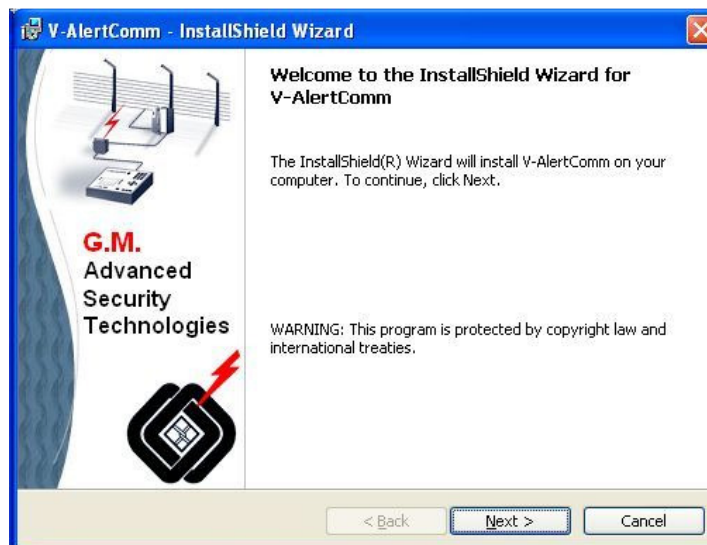 V-AlertComm - InstallShield Wizard
Welcome to the InstallShield Wizard for
V-AlertComm
The InstallShield(R) Wizard will install V-AlertComm on your
computer. To continue, click Next.
G.M.
Advanced
Security
Technologies
WARNING: This program is protected by copyright law and
international treaties.
< Back
Next >
Cancel